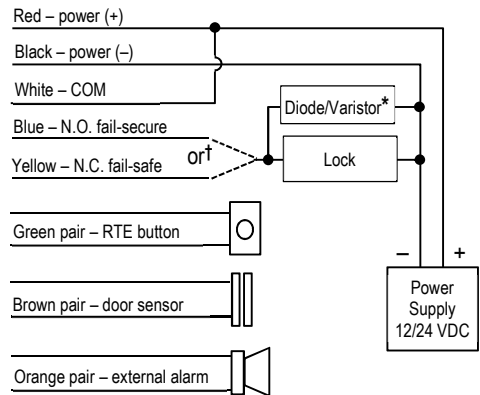 Red – power (+)
Black – power (–)
White – COM
Diode/Varistor*
Blue – N.O. fail-secure
or†
Lock
Yellow – N.C. fail-safe
Green pair – RTE button
– +
Power
Supply
12/24 VDC
Brown pair – door sensor
Orange pair – external alarm